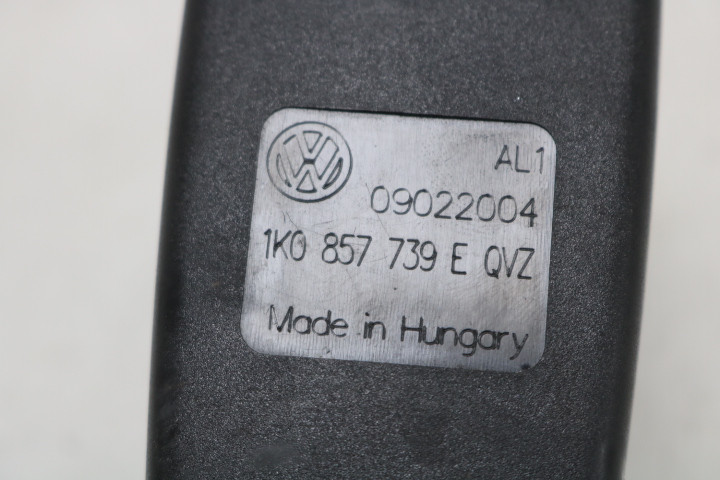 AL1
09022004
1K0 857 739 E QVZ
Made in Hungary